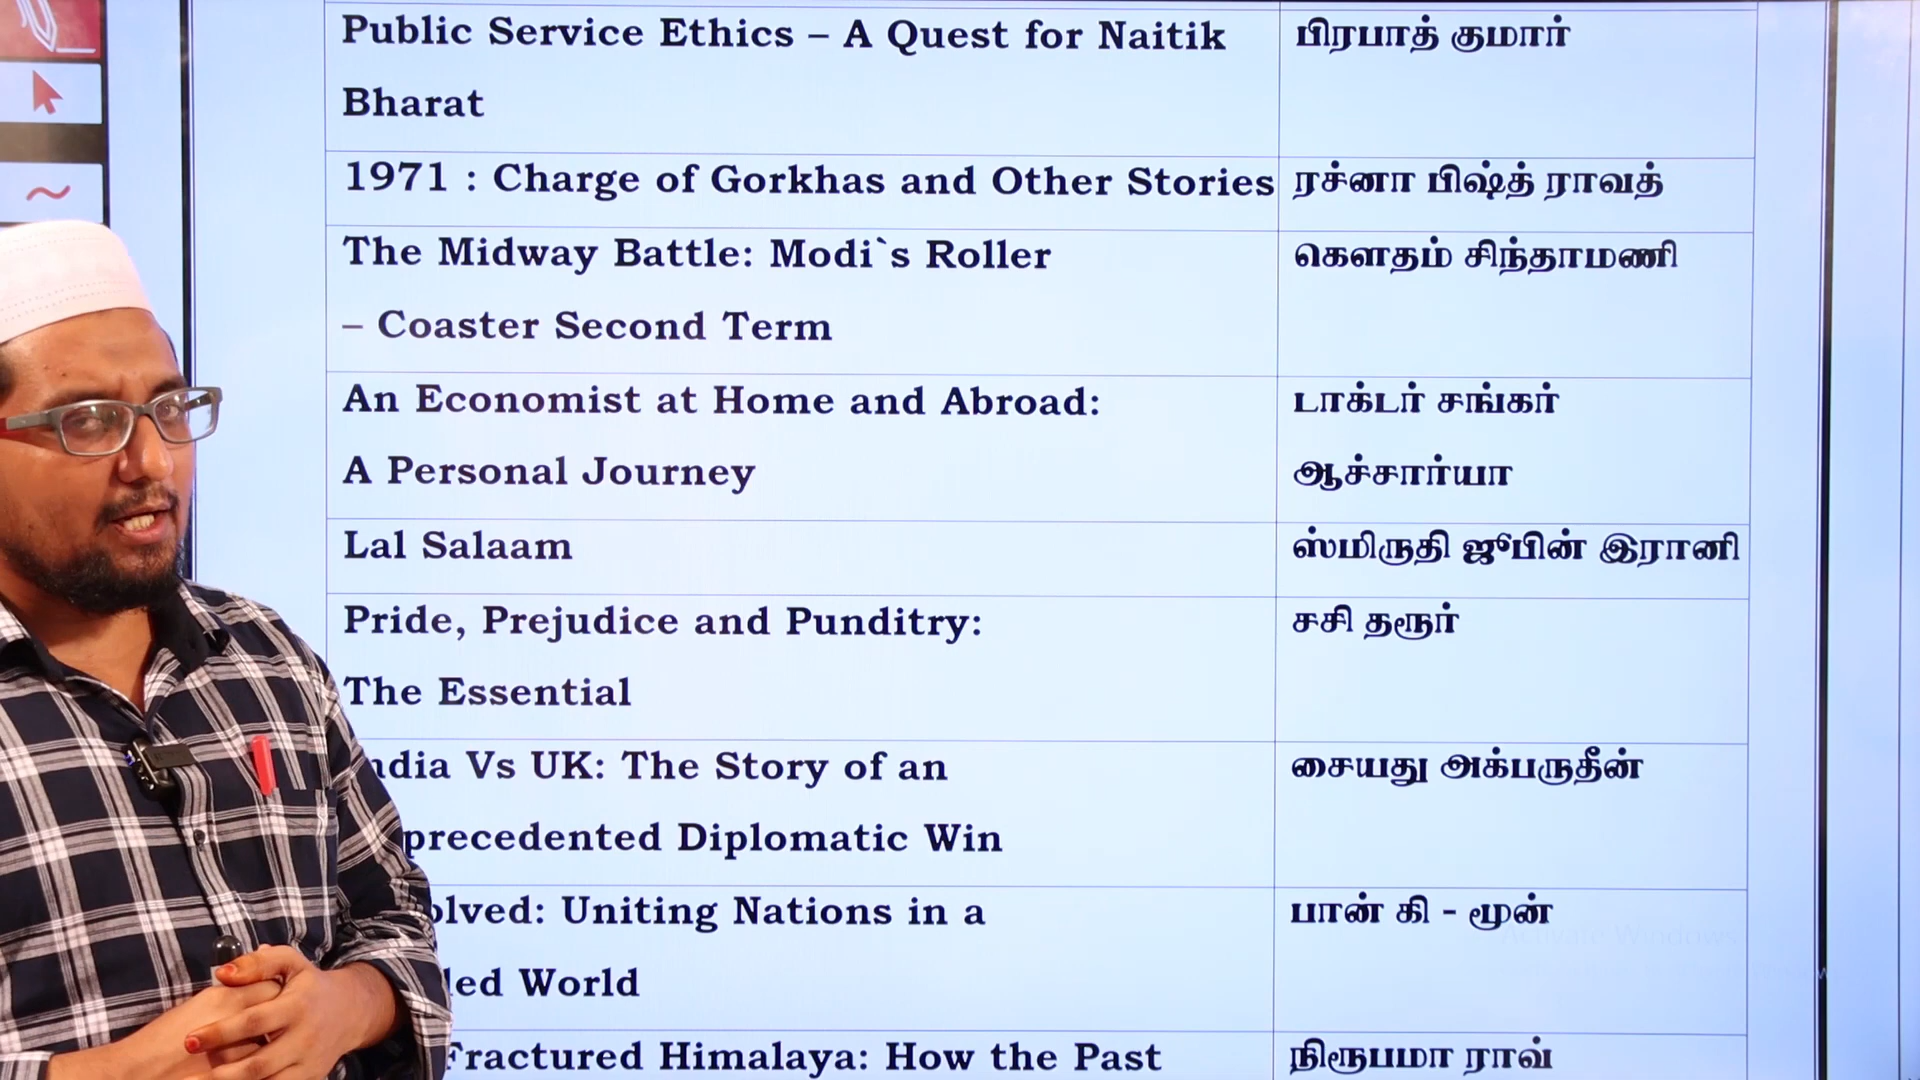 Public Service Ethics – A Quest for Naitik பிரபாத் குமார்
Bharat
1971 : Charge of Gorkhas and Other Stories ரச்னா பிஷ்த் ராவத்
The Midway Battle: Modi`s Roller கௌதம் சிந்தாமணி
– Coaster Second Term
An Economist at Home and Abroad: டாக்டர் சங்கர்
A Personal Journey ஆச்சார்யா
Lal Salaam ஸ்மிருதி ஜூபின் இரானி
Pride, Prejudice and Punditry: சசி தரூர்
The Essential
ndia Vs UK: The Story of an சையது அக்பருதீன்
precedented Diplomatic Win
olved: Uniting Nations in a பான் கி - மூன்
led World
Fractured Himalaya: How the Past நிரூபமா ராவ்
Activate Windows